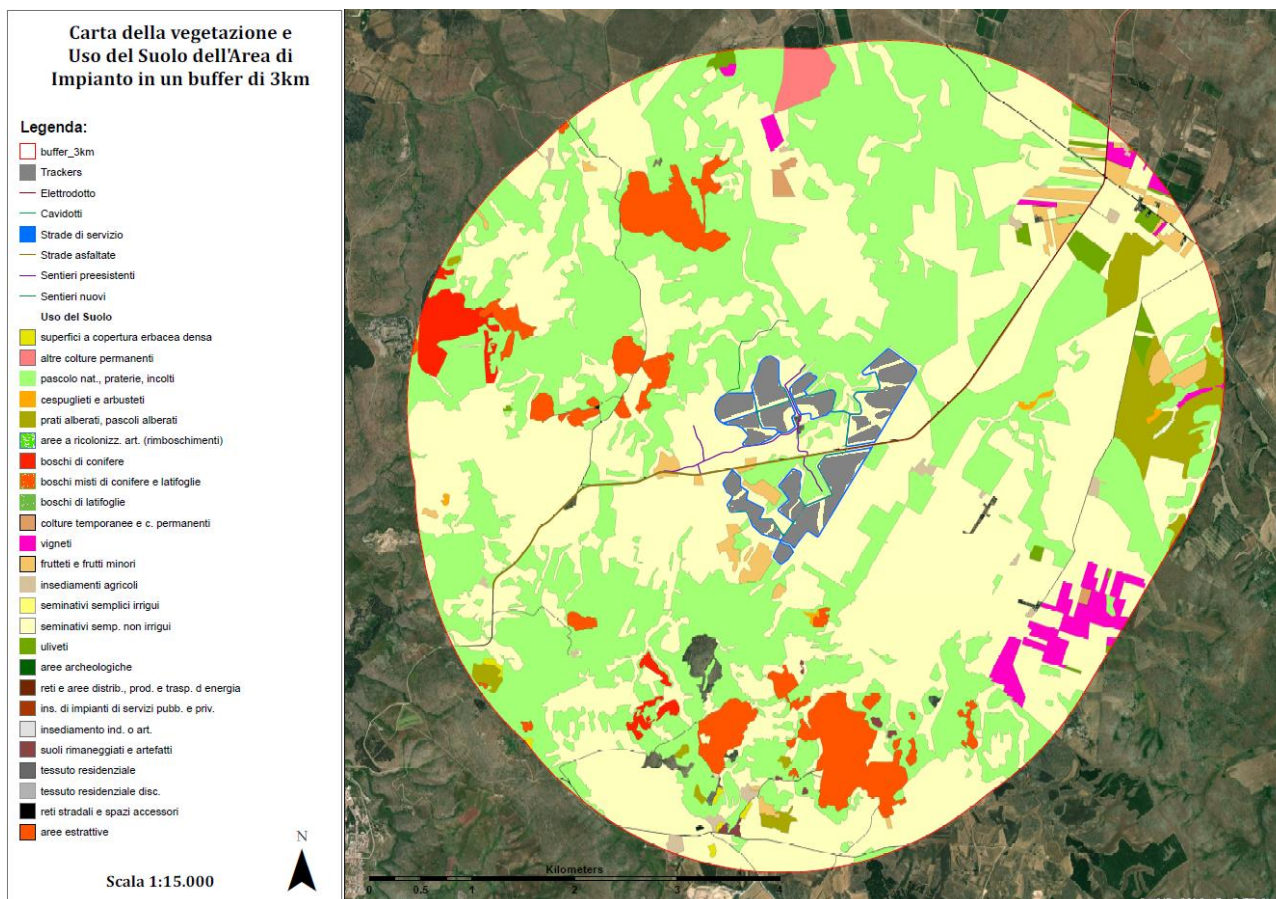 Carta della vegetazione e
Uso del Suolo dell'Area di
Impianto in un buffer di 3km
Legenda:
buffer_3km
Trackers
Elettrodotto
Cavidotti
Strade di servizio
Strade asfaltate
Sentieri preesistenti
Sentieri nuovi
Uso del Suolo
superfici a copertura erbacea densa
altre colture permanenti
pascolo nat., praterie, incolti
cespuglieti e arbusteti
prati alberati, pascoli alberati
aree a ricolonizz. art. (rimboschimenti)
boschi di conifere
boschi misti di conifere e latifoglie
boschi di latifoglie
colture temporanee e c. permanenti
vigneti
frutteti e frutti minori
insediamenti agricoli
seminativi semplici irrigui
seminativi semp. non irrigui
uliveti
aree archeologiche
reti e aree distrib., prod. e trasp. d energia
ins. di impianti di servizi pubb. e priv.
insediamento ind. o art.
suoli rimaneggiati e artefatti
tessuto residenziale
tessuto residenziale disc.
reti stradali e spazi accessori
aree estrattive
N
Scala 1:15.000
Kilometers
0 0.5 1 2 3 4